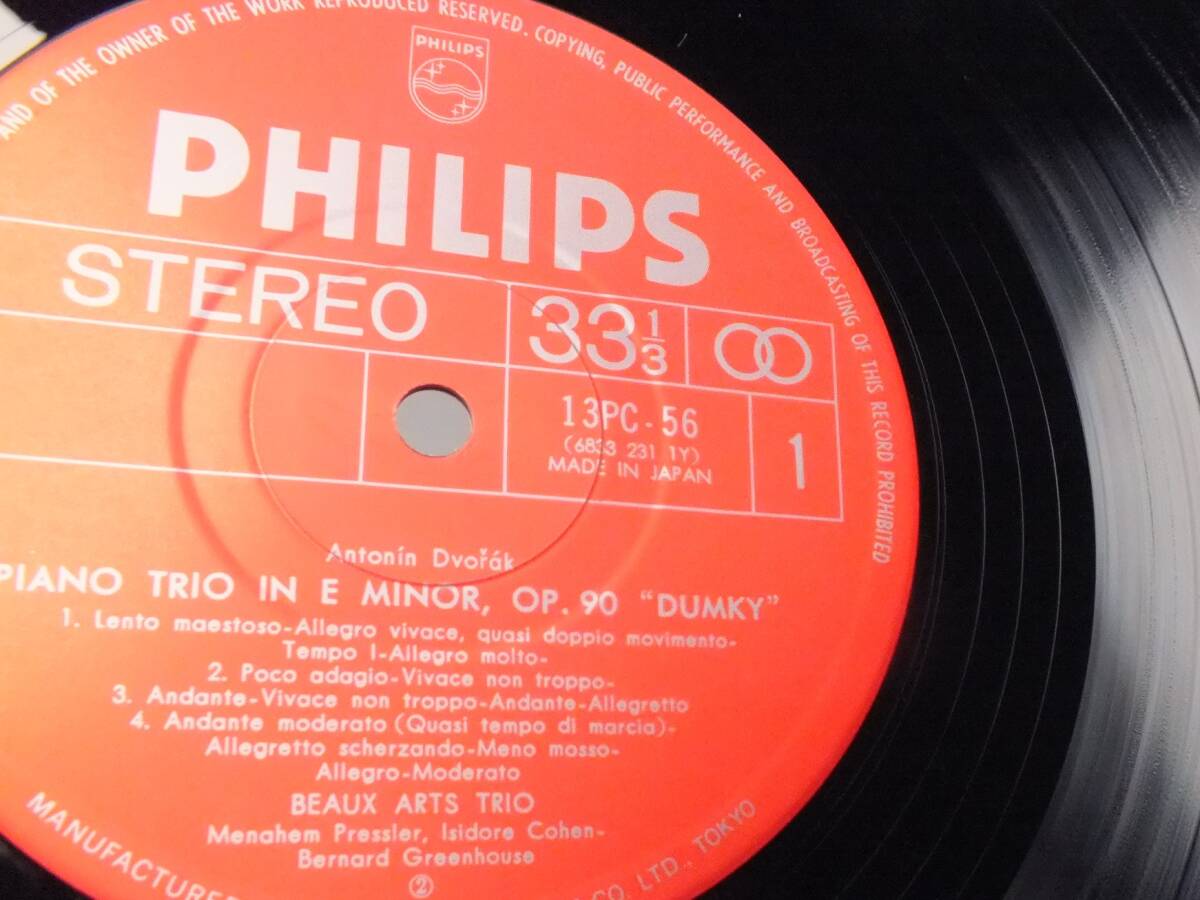 AND OF THE OWNER OF THE WORK REPRODUCED RESERVED. COPYING, PUBLIC PERFORMANCE AND BROADCASTING OF THIS RECORD PROHIBITED
PHILIPS
PHILIPS
STEREO
33 1/3
13PC-56
(6833 231 1Y)
MADE IN JAPAN
1
Antonín Dvořák
PIANO TRIO IN E MINOR, OP. 90 "DUMKY"
1. Lento maestoso-Allegro vivace, quasi doppio movimento-
Tempo I-Allegro molto-
2. Poco adagio-Vivace non troppo-
3. Andante-Vivace non troppo-Andante-Allegretto
4. Andante moderato (Quasi tempo di marcia)-
Allegretto scherzando-Meno mosso-
Allegro-Moderato
BEAUX ARTS TRIO
Menahem Pressler, Isidore Cohen-
Bernard Greenhouse
②
MANUFACTURE
CO. LTD., TOKYO